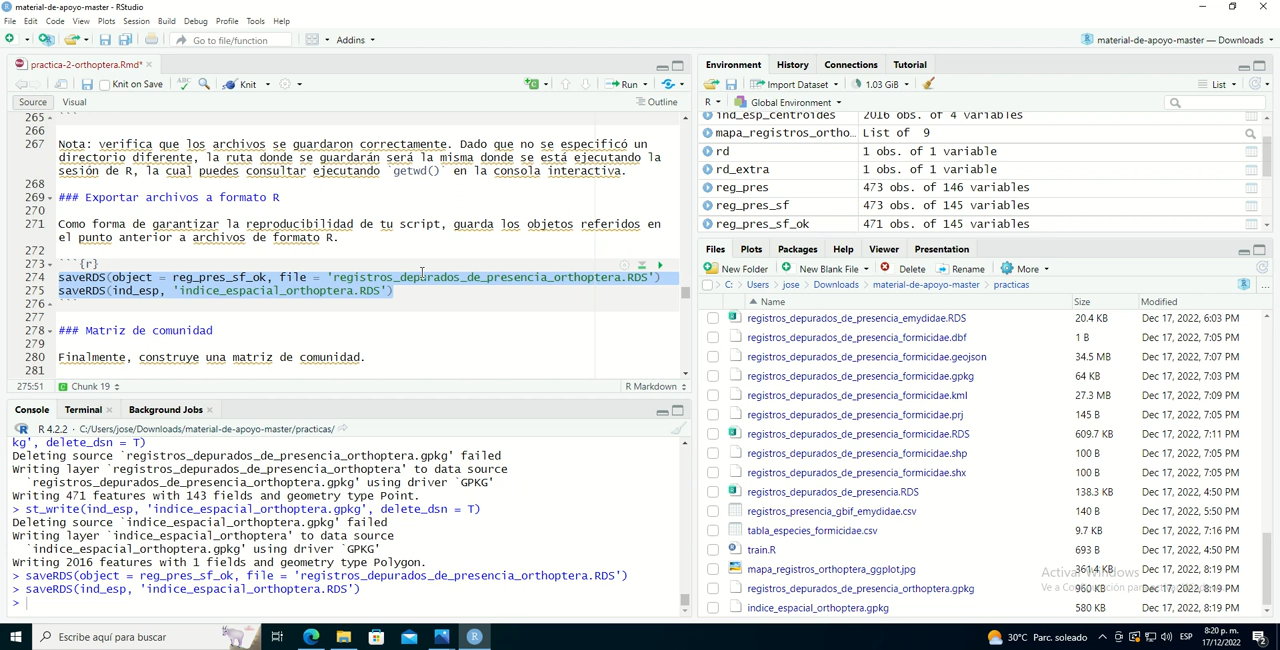 material-de-apoyo-master - RStudio
File Edit Code View Plots Session Build Debug Profile Tools Help
Go to file/function
Addins
material-de-apoyo-master — Downloads
practica-2-orthoptera.Rmd*
Knit on Save
ABC
Knit
Run
Source
Visual
Outline
265 ```
266
267 Nota: verifica que los archivos se guardaron correctamente. Dado que no se especificó un
directorio diferente, la ruta donde se guardarán será la misma donde se está ejecutando la
sesión de R, la cual puedes consultar ejecutando `getwd()` en la consola interactiva.
268
269 ### Exportar archivos a formato R
270
271 Como forma de garantizar la reproducibilidad de tu script, guarda los objetos referidos en
el punto anterior a archivos de formato R.
272
273 ```{r}
274 saveRDS(object = reg_pres_sf_ok, file = 'registros_depurados_de_presencia_orthoptera.RDS')
275 saveRDS(ind_esp, 'indice_espacial_orthoptera.RDS')
276 ```
277
278 ### Matriz de comunidad
279
280 Finalmente, construye una matriz de comunidad.
281
275:51
Chunk 19
R Markdown
Console
Terminal
Background Jobs
R 4.2.2 · C:/Users/jose/Downloads/material-de-apoyo-master/practicas/
kg', delete_dsn = T)
Deleting source `registros_depurados_de_presencia_orthoptera.gpkg' failed
Writing layer `registros_depurados_de_presencia_orthoptera' to data source
`registros_depurados_de_presencia_orthoptera.gpkg' using driver `GPKG'
Writing 471 features with 143 fields and geometry type Point.
> st_write(ind_esp, 'indice_espacial_orthoptera.gpkg', delete_dsn = T)
Deleting source `indice_espacial_orthoptera.gpkg' failed
Writing layer `indice_espacial_orthoptera' to data source
`indice_espacial_orthoptera.gpkg' using driver `GPKG'
Writing 2016 features with 1 fields and geometry type Polygon.
> saveRDS(object = reg_pres_sf_ok, file = 'registros_depurados_de_presencia_orthoptera.RDS')
> saveRDS(ind_esp, 'indice_espacial_orthoptera.RDS')
>
Environment
History
Connections
Tutorial
Import Dataset
1.03 GiB
List
R
Global Environment
ind_esp_centroides 2016 obs. of 4 variables
mapa_registros_ortho… List of 9
rd 1 obs. of 1 variable
rd_extra 1 obs. of 1 variable
reg_pres 473 obs. of 146 variables
reg_pres_sf 473 obs. of 145 variables
reg_pres_sf_ok 471 obs. of 145 variables
Files
Plots
Packages
Help
Viewer
Presentation
New Folder
New Blank File
Delete
Rename
More
C: Users jose Downloads material-de-apoyo-master practicas
Name Size Modified
registros_depurados_de_presencia_emydidae.RDS 20.4 KB Dec 17, 2022, 6:03 PM
registros_depurados_de_presencia_formicidae.dbf 1 B Dec 17, 2022, 7:05 PM
registros_depurados_de_presencia_formicidae.geojson 34.5 MB Dec 17, 2022, 7:07 PM
registros_depurados_de_presencia_formicidae.gpkg 64 KB Dec 17, 2022, 7:03 PM
registros_depurados_de_presencia_formicidae.kml 27.3 MB Dec 17, 2022, 7:09 PM
registros_depurados_de_presencia_formicidae.prj 145 B Dec 17, 2022, 7:05 PM
registros_depurados_de_presencia_formicidae.RDS 609.7 KB Dec 17, 2022, 7:11 PM
registros_depurados_de_presencia_formicidae.shp 100 B Dec 17, 2022, 7:05 PM
registros_depurados_de_presencia_formicidae.shx 100 B Dec 17, 2022, 7:05 PM
registros_depurados_de_presencia.RDS 138.3 KB Dec 17, 2022, 4:50 PM
registros_presencia_gbif_emydidae.csv 140 B Dec 17, 2022, 5:50 PM
tabla_especies_formicidae.csv 9.7 KB Dec 17, 2022, 7:16 PM
train.R 693 B Dec 17, 2022, 4:50 PM
mapa_registros_orthoptera_ggplot.jpg 361.4 KB Dec 17, 2022, 8:19 PM
registros_depurados_de_presencia_orthoptera.gpkg 960 KB Dec 17, 2022, 8:19 PM
indice_espacial_orthoptera.gpkg 580 KB Dec 17, 2022, 8:19 PM
Activar Windows
Escribe aquí para buscar
30°C Parc. soleado
ESP
8:20 p. m.
17/12/2022
2